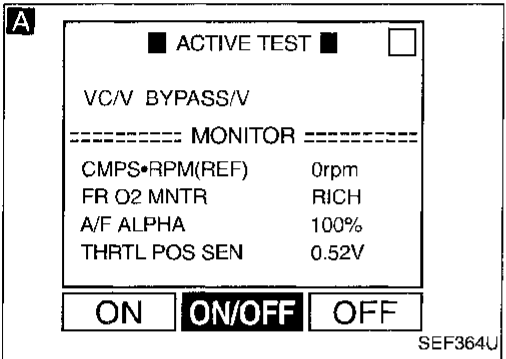 A
ACTIVE TEST
VC/V BYPASS/V
========== MONITOR ==========
CMPS•RPM(REF) 0rpm
FR O2 MNTR RICH
A/F ALPHA 100%
THRTL POS SEN 0.52V
ON ON/OFF OFF
SEF364U